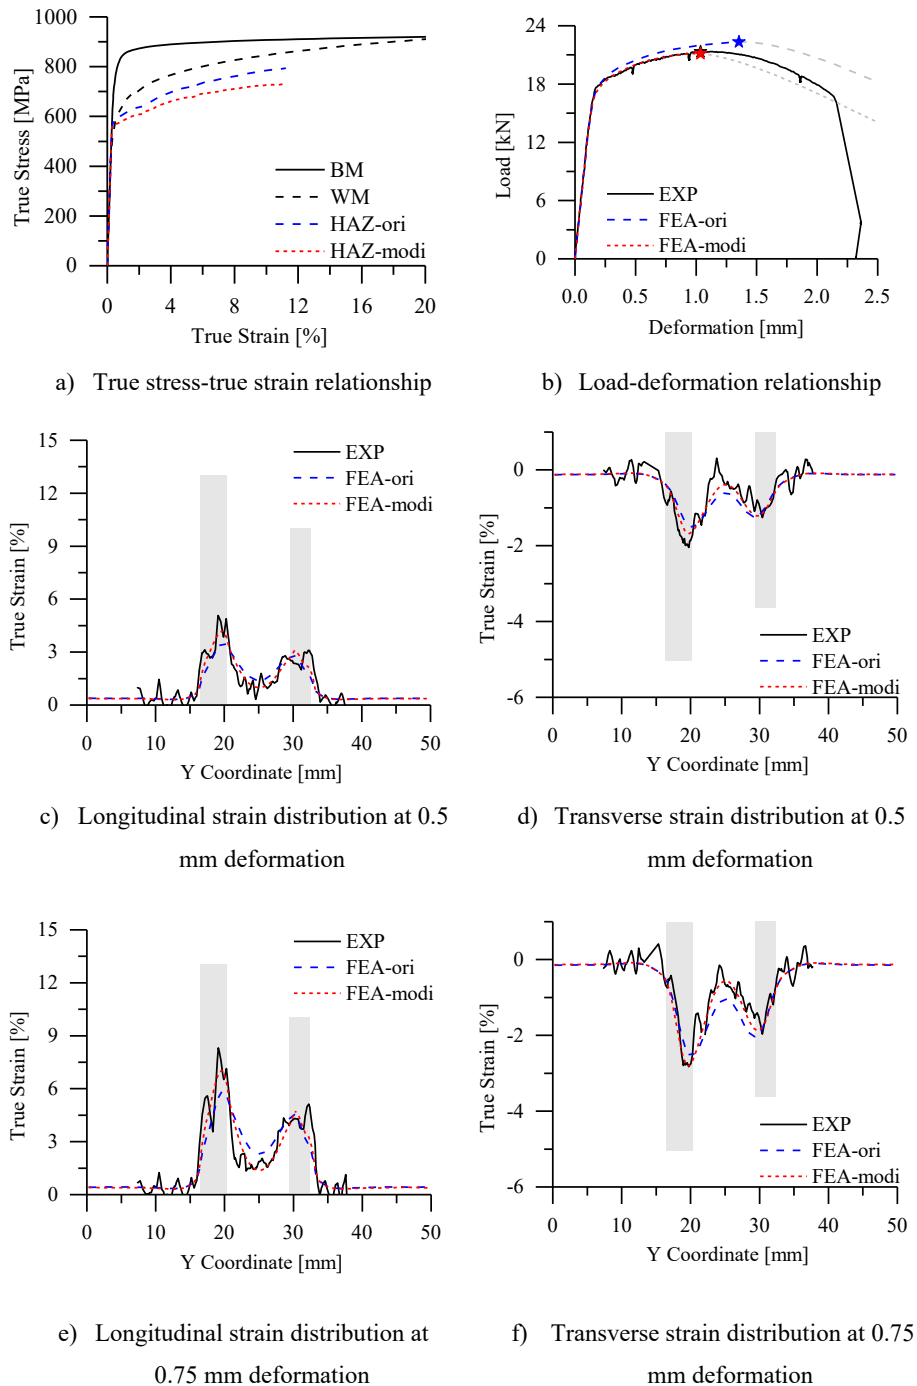 1000
800
600
400
200
0
True Stress [MPa]
BM
WM
HAZ-ori
HAZ-modi
0 4 8 12 16 20
True Strain [%]
a) True stress-true strain relationship
24
18
12
6
0
Load [kN]
EXP
FEA-ori
FEA-modi
0.0 0.5 1.0 1.5 2.0 2.5
Deformation [mm]
b) Load-deformation relationship
15
12
9
6
3
0
True Strain [%]
EXP
FEA-ori
FEA-modi
0 10 20 30 40 50
Y Coordinate [mm]
c) Longitudinal strain distribution at 0.5
mm deformation
0
-2
-4
-6
True Strain [%]
EXP
FEA-ori
FEA-modi
0 10 20 30 40 50
Y Coordinate [mm]
d) Transverse strain distribution at 0.5
mm deformation
15
12
9
6
3
0
True Strain [%]
EXP
FEA-ori
FEA-modi
0 10 20 30 40 50
Y Coordinate [mm]
e) Longitudinal strain distribution at
0.75 mm deformation
0
-2
-4
-6
True Strain [%]
EXP
FEA-ori
FEA-modi
0 10 20 30 40 50
Y Coordinate [mm]
f) Transverse strain distribution at 0.75
mm deformation